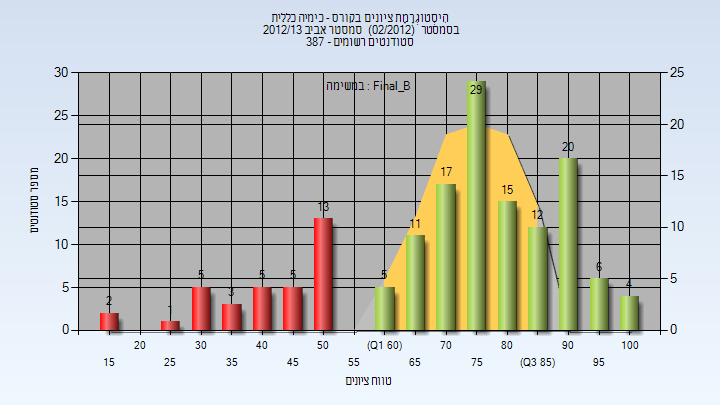 הִיסְטוֹגְרָמַת ציונים בקורס - כימיה כללית
בסמסטר (02/2012) סמסטר אביב 2012/13
סטודנטים רשומים - 387
במשימה : Final_B
מספר סטודנטים
30 25 20 15 10 5 0
25 20 15 10 5 0
2 1 5 3 5 5 13 5 11 17 29 15 12 20 6 4
20 30 40 50 (Q1 60) 70 80 90 100
15 25 35 45 55 65 75 (Q3 85) 95
טווח ציונים